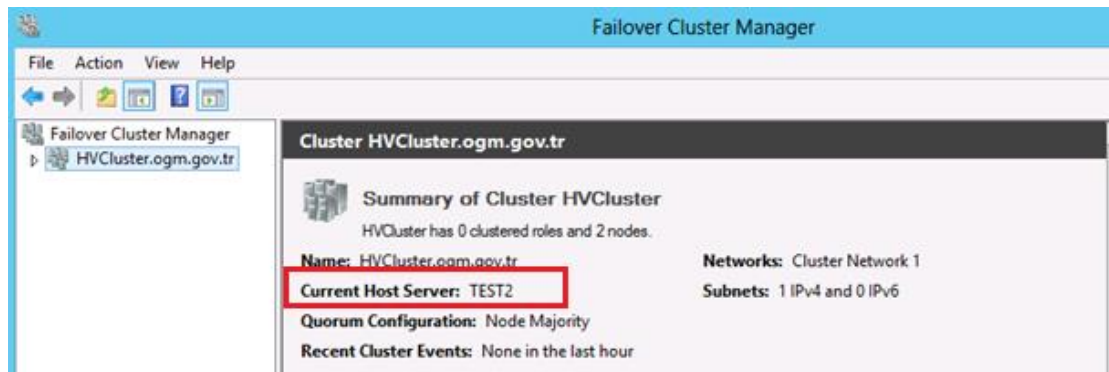 Failover Cluster Manager
File Action View Help
Failover Cluster Manager
HVCluster.ogm.gov.tr
Cluster HVCluster.ogm.gov.tr
Summary of Cluster HVCluster
HVCluster has 0 clustered roles and 2 nodes.
Name: HVCluster.ogm.gov.tr Networks: Cluster Network 1
Current Host Server: TEST2 Subnets: 1 IPv4 and 0 IPv6
Quorum Configuration: Node Majority
Recent Cluster Events: None in the last hour